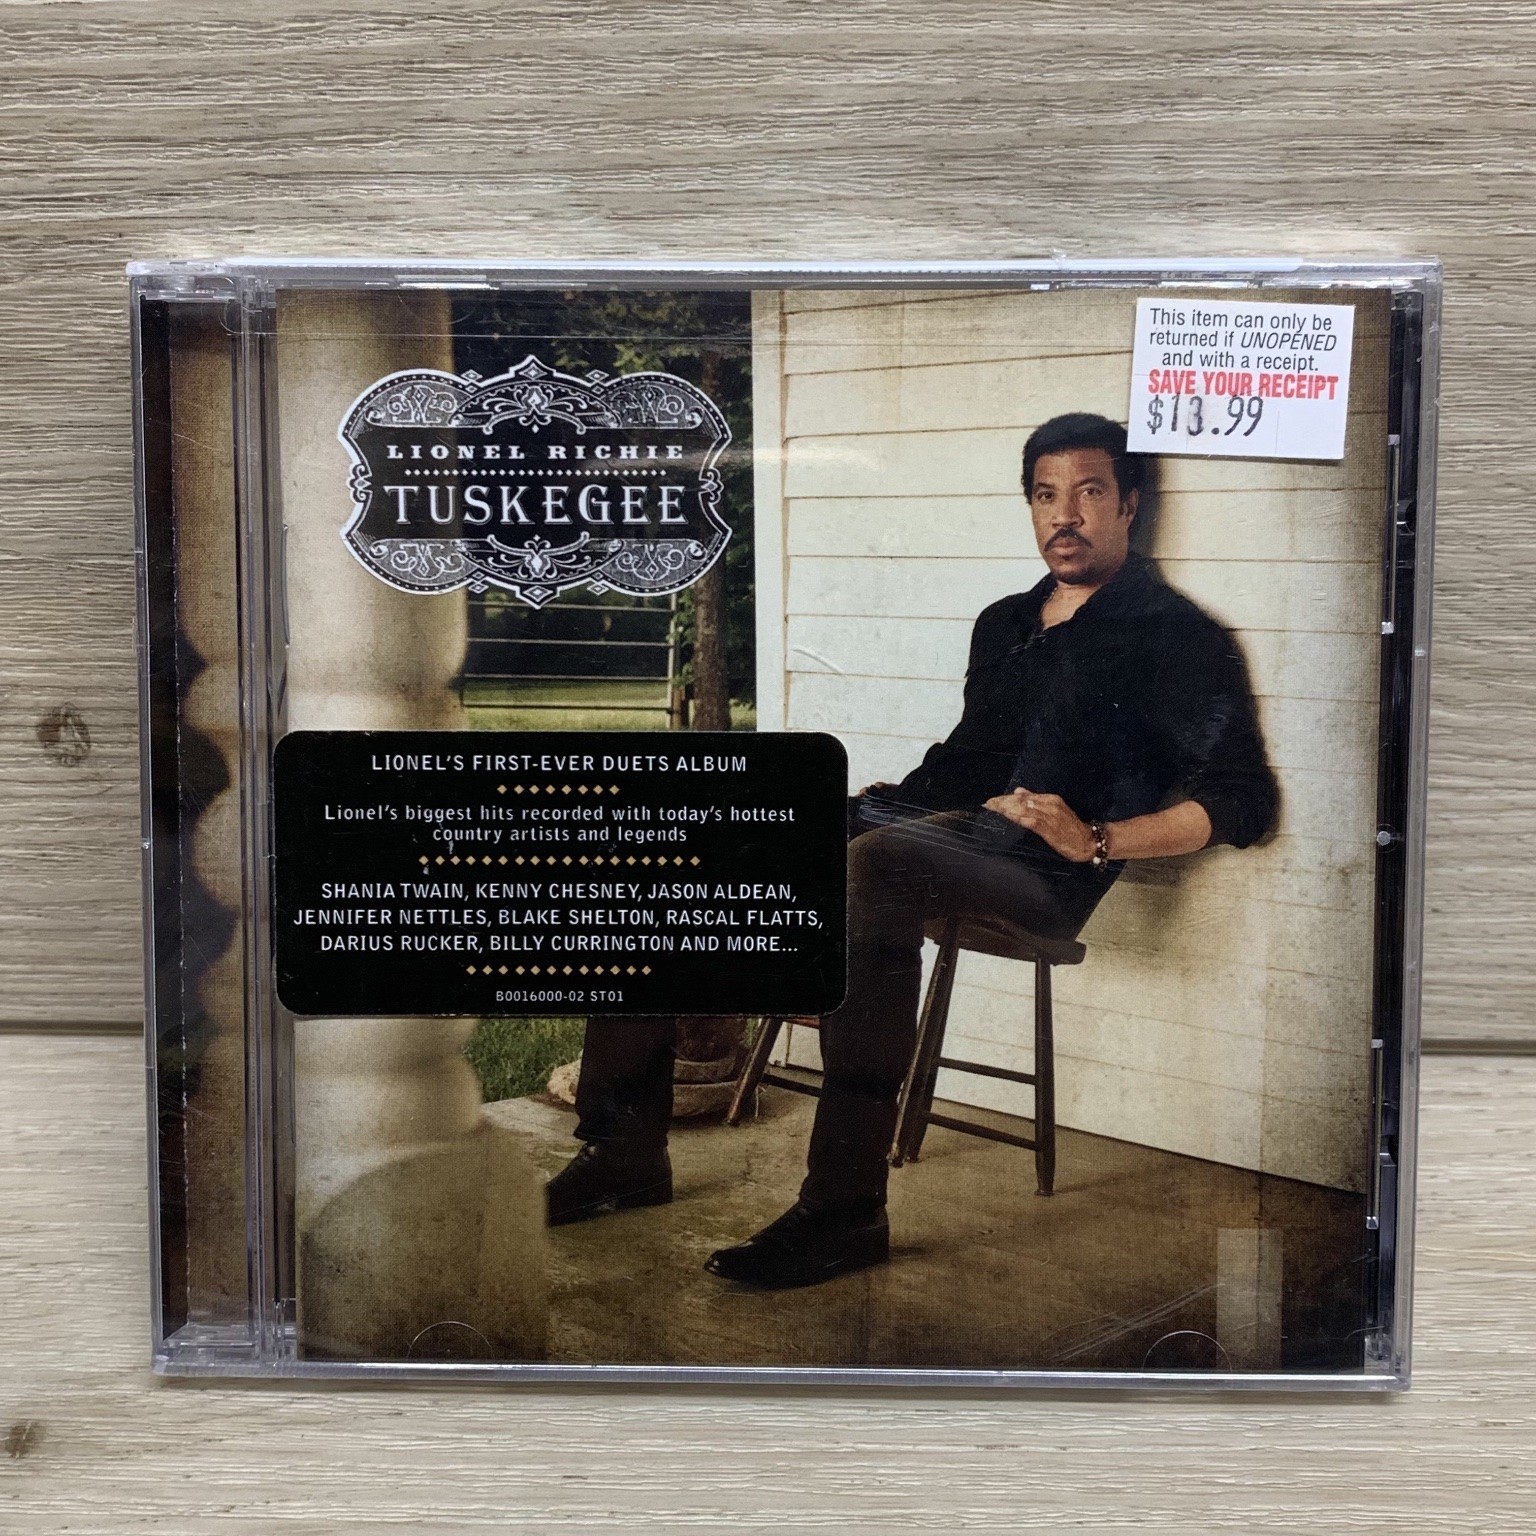 This item can only be
returned if UNOPENED
and with a receipt.
SAVE YOUR RECEIPT
$13.99
LIONEL RICHIE
TUSKEGEE
LIONEL'S FIRST-EVER DUETS ALBUM
Lionel's biggest hits recorded with today's hottest
country artists and legends
SHANIA TWAIN, KENNY CHESNEY, JASON ALDEAN,
JENNIFER NETTLES, BLAKE SHELTON, RASCAL FLATTS,
DARIUS RUCKER, BILLY CURRINGTON AND MORE...
B0016000-02 ST01